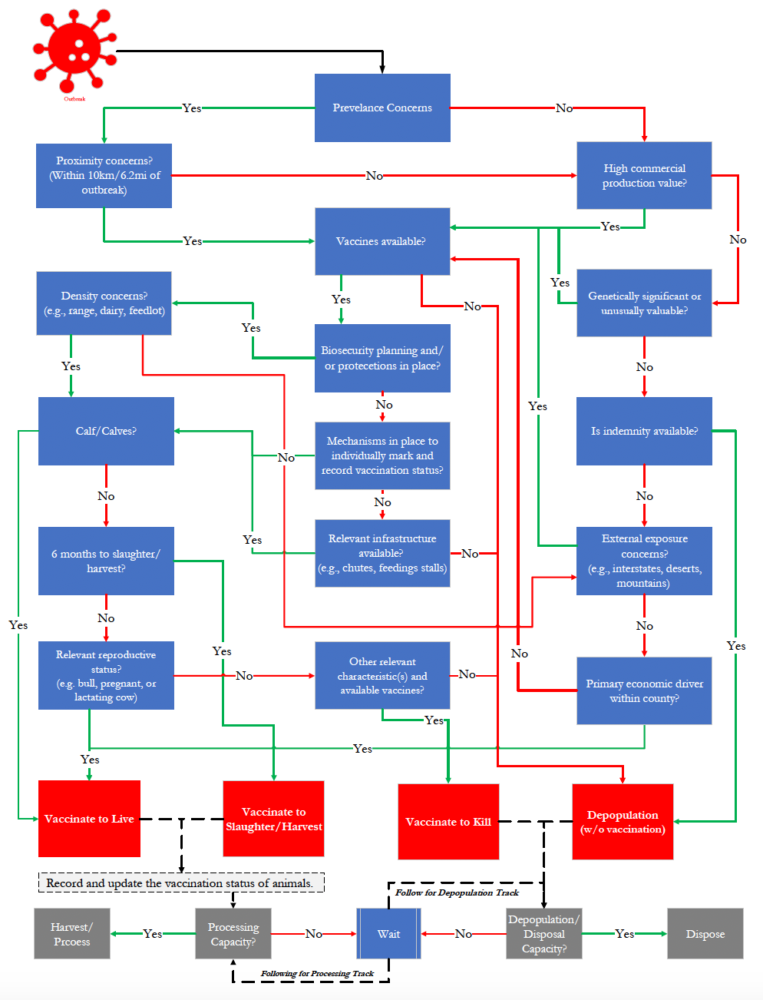 Outbreak
Prevelance Concerns
Yes
No
Proximity concerns?
(Within 10km/6.2mi of
outbreak)
No
High commercial
production value?
Yes
Vaccines available?
Yes
No
Density concerns?
(e.g., range, dairy, feedlot)
Yes
Yes
No
Yes
Genetically significant or
unusually valuable?
Biosecurity planning and/
or protecetions in place?
Yes
No
No
Yes
Calf/Calves?
Mechanisms in place to
individually mark and
record vaccination status?
No
Is indemnity available?
No
No
No
6 months to slaughter/
harvest?
Yes
Relevant infrastructure
available?
(e.g., chutes, feedings stalls)
No
External exposure
concerns?
(e.g., interstates, deserts,
mountains)
Yes
No
No
Yes
No
Yes
Relevant reproductive
status?
(e.g. bull, pregnant, or
lactating cow)
No
Other relevant
characteristic(s) and
available vaccines?
No
Primary economic driver
within county?
Yes
Yes
Yes
Vaccinate to Live
Vaccinate to
Slaughter/Harvest
Vaccinate to Kill
Depopulation
(w/o vaccination)
Record and update the vaccination status of animals.
Follow for Depopulation Track
Harvest/
Prcoess
Yes
Processing
Capacity?
No
Wait
No
Depopulation/
Disposal
Capacity?
Yes
Dispose
Following for Processing Track